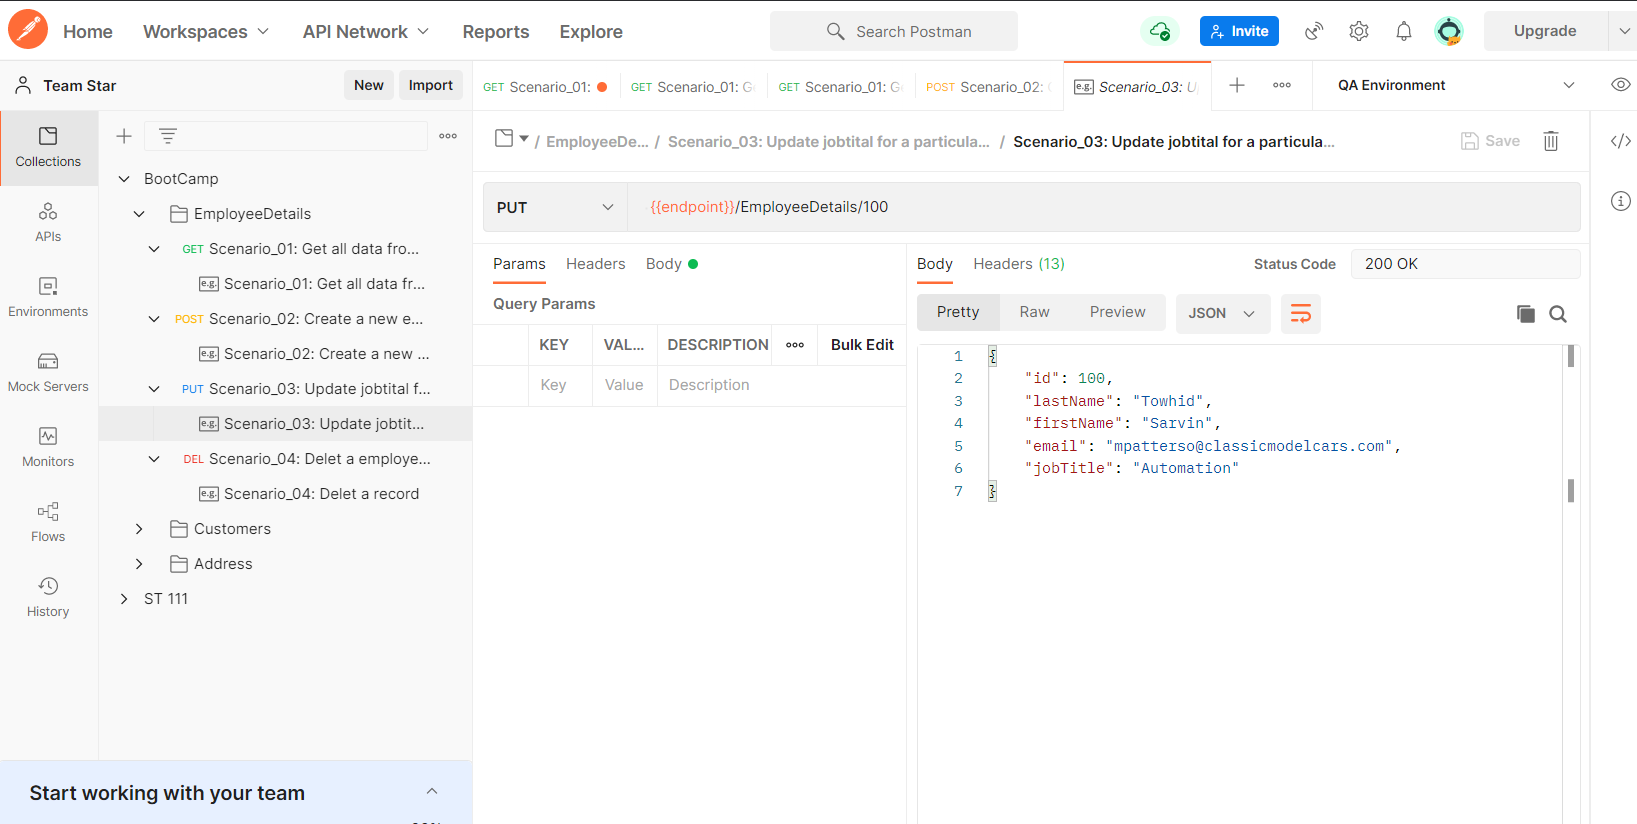 Home Workspaces API Network Reports Explore Search Postman Invite Upgrade
Team Star New Import
GET Scenario_01: GET Scenario_01: G GET Scenario_01: G POST Scenario_02: e.g. Scenario_03: U QA Environment
Collections
APIs
Environments
Mock Servers
Monitors
Flows
History
BootCamp
EmployeeDetails
GET Scenario_01: Get all data fro...
e.g. Scenario_01: Get all data fr...
POST Scenario_02: Create a new e...
e.g. Scenario_02: Create a new ...
PUT Scenario_03: Update jobtital f...
e.g. Scenario_03: Update jobtit...
DEL Scenario_04: Delet a employe...
e.g. Scenario_04: Delet a record
Customers
Address
ST 111
Start working with your team
/ EmployeeDe... / Scenario_03: Update jobtital for a particula... / Scenario_03: Update jobtital for a particula... Save
PUT {{endpoint}}/EmployeeDetails/100
Params Headers Body
Query Params
KEY VAL... DESCRIPTION ooo Bulk Edit
Key Value Description
Body Headers (13) Status Code 200 OK
Pretty Raw Preview JSON
1 {
2 "id": 100,
3 "lastName": "Towhid",
4 "firstName": "Sarvin",
5 "email": "mpatterso@classicmodelcars.com",
6 "jobTitle": "Automation"
7 }